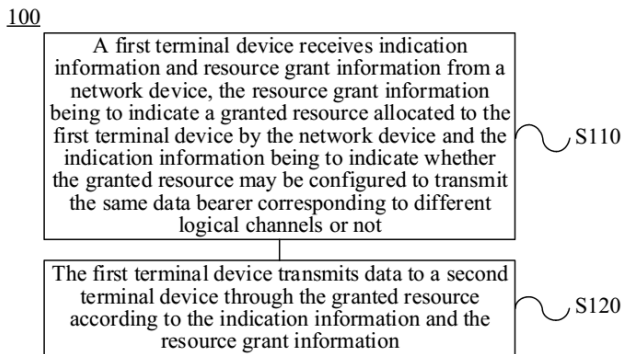 100
A first terminal device receives indication
information and resource grant information from a
network device, the resource grant information
being to indicate a granted resource allocated to the
first terminal device by the network device and the
indication information being to indicate whether
the granted resource may be configured to transmit
the same data bearer corresponding to different
logical channels or not
S110
The first terminal device transmits data to a second
terminal device through the granted resource
according to the indication information and the
resource grant information
S120